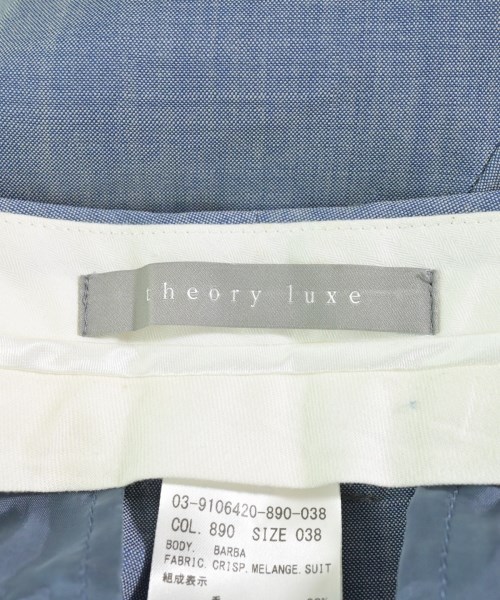 theory luxe
03-9106420-890-038
COL. 890 SIZE 038
BODY. BARBA
FABRIC. CRISP. MELANGE. SUIT
組成表示